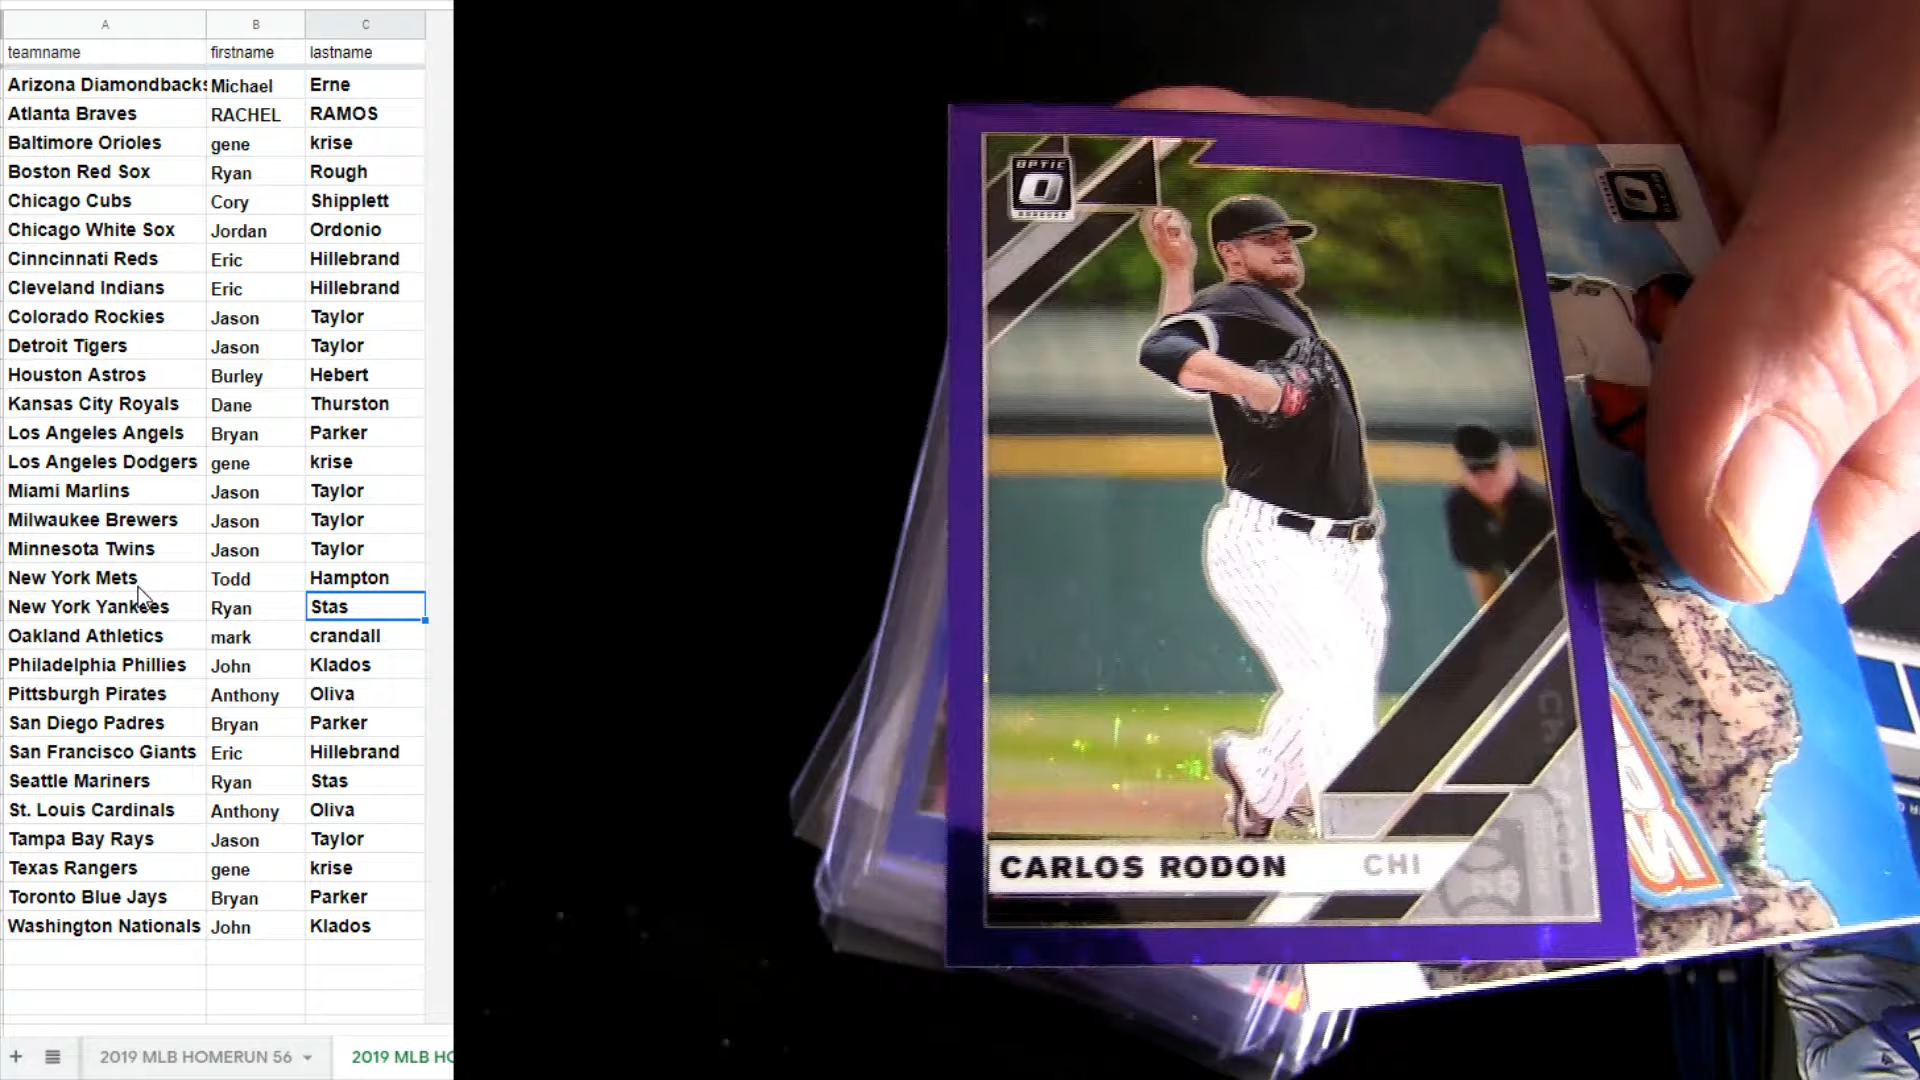 A B C
teamname firstname lastname
Arizona Diamondbacks Michael Erne
Atlanta Braves RACHEL RAMOS
Baltimore Orioles gene krise
Boston Red Sox Ryan Rough
Chicago Cubs Cory Shipplett
Chicago White Sox Jordan Ordonio
Cinncinnati Reds Eric Hillebrand
Cleveland Indians Eric Hillebrand
Colorado Rockies Jason Taylor
Detroit Tigers Jason Taylor
Houston Astros Burley Hebert
Kansas City Royals Dane Thurston
Los Angeles Angels Bryan Parker
Los Angeles Dodgers gene krise
Miami Marlins Jason Taylor
Milwaukee Brewers Jason Taylor
Minnesota Twins Jason Taylor
New York Mets Todd Hampton
New York Yankees Ryan Stas
Oakland Athletics mark crandall
Philadelphia Phillies John Klados
Pittsburgh Pirates Anthony Oliva
San Diego Padres Bryan Parker
San Francisco Giants Eric Hillebrand
Seattle Mariners Ryan Stas
St. Louis Cardinals Anthony Oliva
Tampa Bay Rays Jason Taylor
Texas Rangers gene krise
Toronto Blue Jays Bryan Parker
Washington Nationals John Klados
+ 2019 MLB HOMERUN 56 2019 MLB HO
OPTIC
DONRUSS
CARLOS RODON CHI